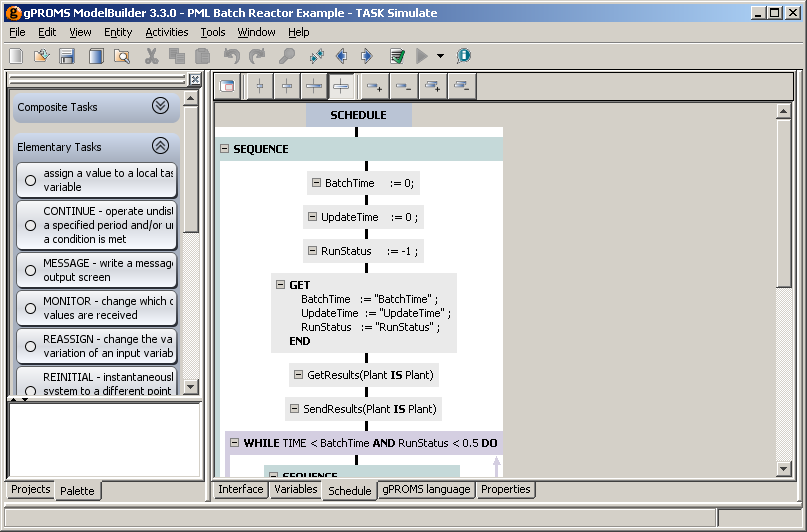 gPROMS ModelBuilder 3.3.0 - PML Batch Reactor Example - TASK Simulate
File Edit View Entity Activities Tools Window Help
Composite Tasks
Elementary Tasks
assign a value to a local tas
variable
CONTINUE - operate undist
a specified period and/or un
a condition is met
MESSAGE - write a message
output screen
MONITOR - change which o
values are received
REASSIGN - change the va
variation of an input variab
REINITIAL - instantaneousl
system to a different point
Projects Palette
SCHEDULE
SEQUENCE
BatchTime := 0;
UpdateTime := 0 ;
RunStatus := -1 ;
GET
BatchTime := "BatchTime" ;
UpdateTime := "UpdateTime" ;
RunStatus := "RunStatus" ;
END
GetResults(Plant IS Plant)
SendResults(Plant IS Plant)
WHILE TIME < BatchTime AND RunStatus < 0.5 DO
SEQUENCE
Interface Variables Schedule gPROMS language Properties